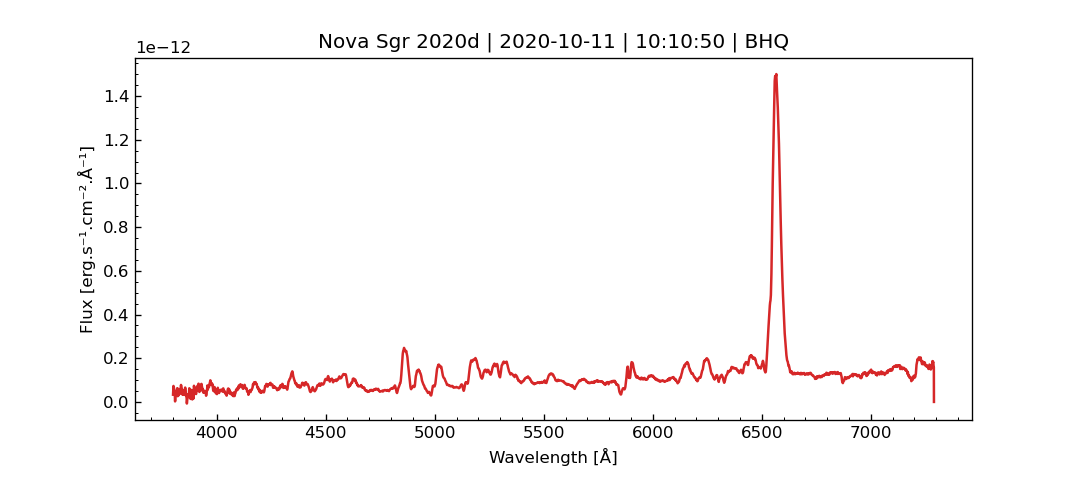 Nova Sgr 2020d | 2020-10-11 | 10:10:50 | BHQ
1e−12
1.4
1.2
1.0
0.8
0.6
0.4
0.2
0.0
Flux [erg.s⁻¹.cm⁻².Å⁻¹]
4000 4500 5000 5500 6000 6500 7000
Wavelength [Å]